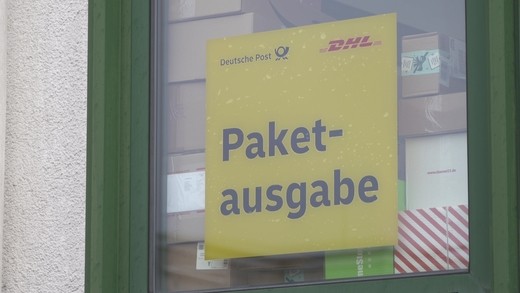 Deutsche Post
DHL
Paket-
ausgabe